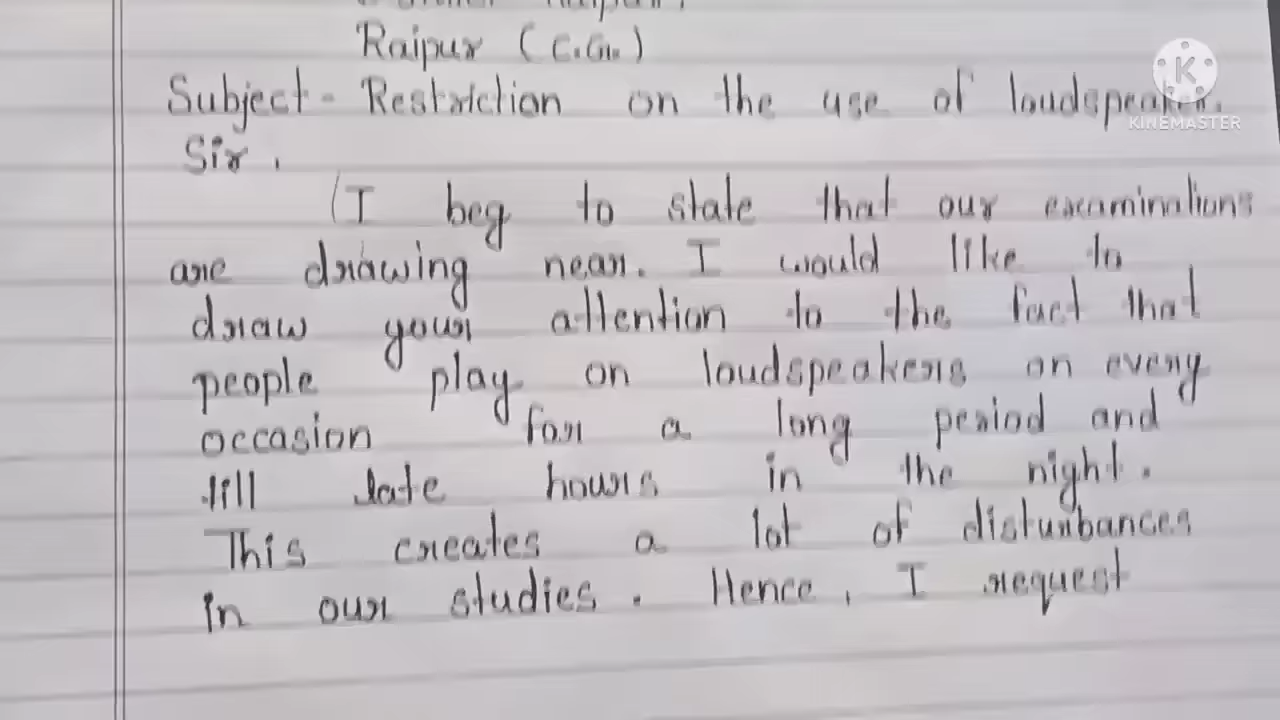 Raipur (C.G.)
Subject- Restriction on the use of loudspeaker.
Sir,
I beg to state that our examinations
are drawing near. I would like to
draw your attention to the fact that
people play on loudspeakers on every
occasion for a long period and
till late hours in the night.
This creates a lot of disturbances
in our studies. Hence, I request
K
KINEMASTER